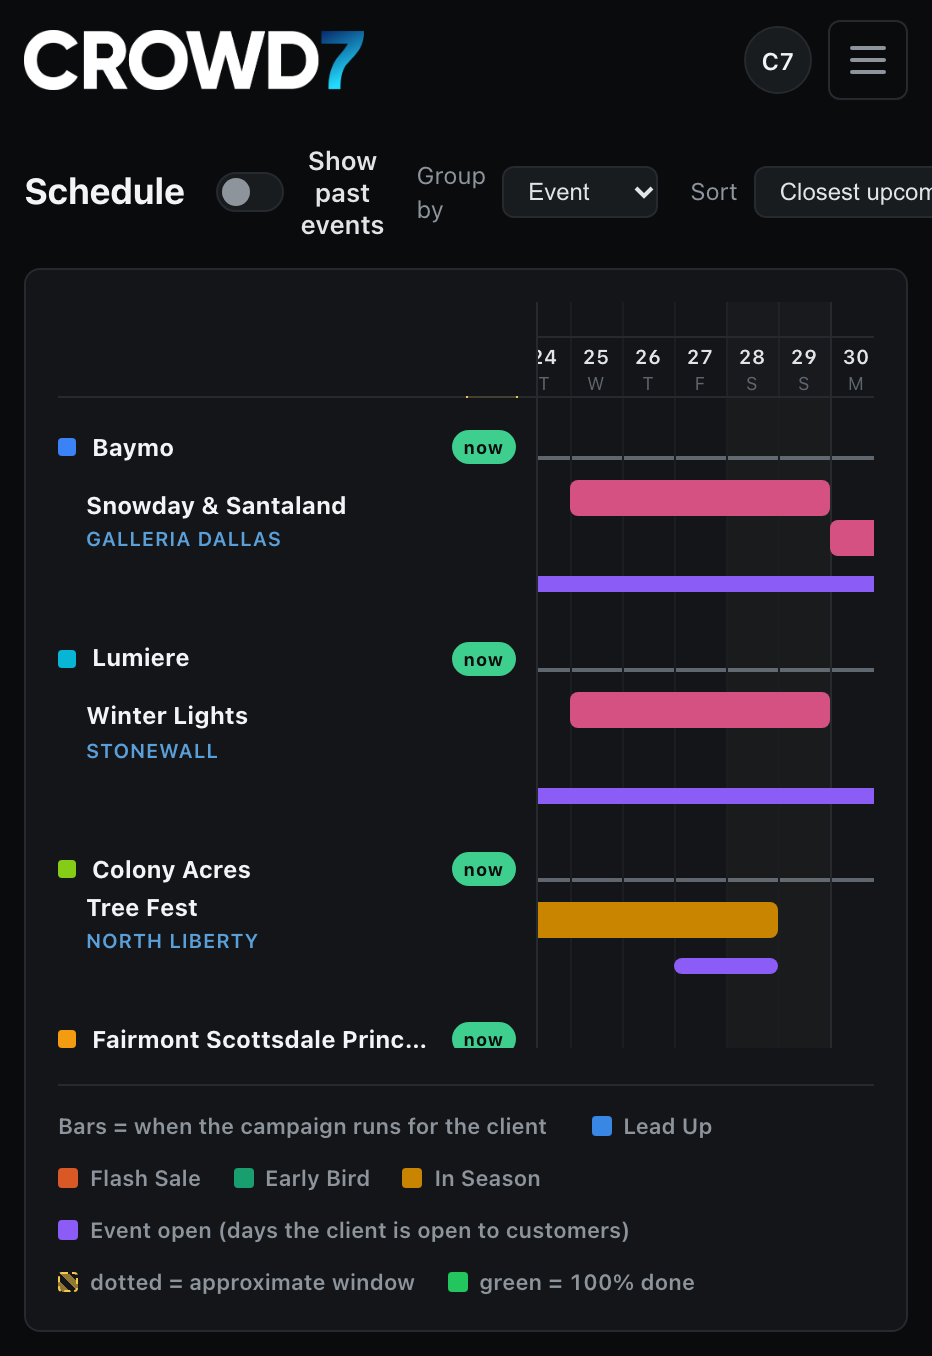 CROWD7
C7
Schedule
Show
past
events
Group
by
Event
Sort
Closest upcom
24 25 26 27 28 29 30
T W T F S S M
Baymo
now
Snowday & Santaland
GALLERIA DALLAS
Lumiere
now
Winter Lights
STONEWALL
Colony Acres
now
Tree Fest
NORTH LIBERTY
Fairmont Scottsdale Princ...
now
Bars = when the campaign runs for the client
Lead Up
Flash Sale
Early Bird
In Season
Event open (days the client is open to customers)
dotted = approximate window
green = 100% done